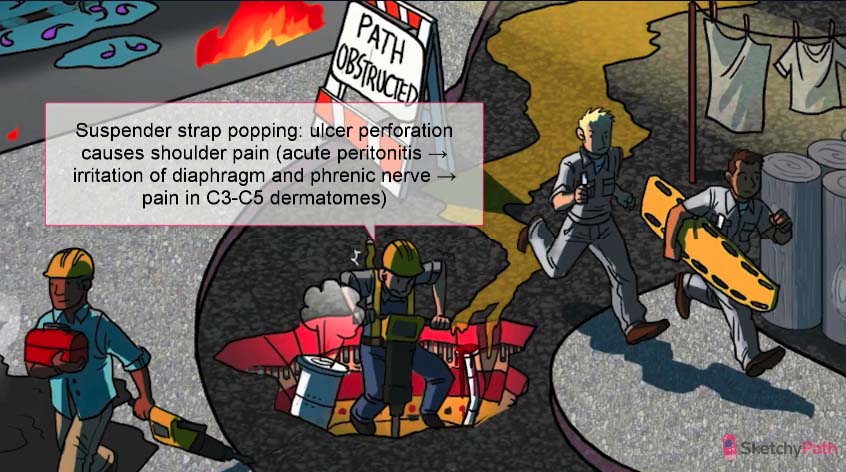 PATH
OBSTRUCTED
Suspender strap popping: ulcer perforation
causes shoulder pain (acute peritonitis →
irritation of diaphragm and phrenic nerve →
pain in C3-C5 dermatomes)
SketchyPath